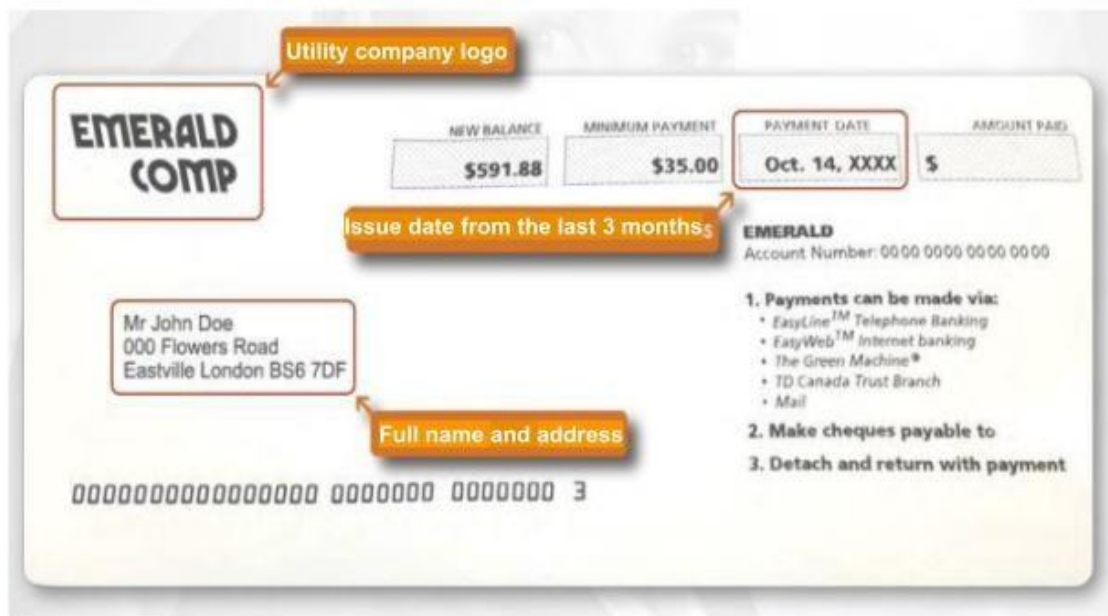 Utility company logo
EMERALD
COMP
NEW BALANCE
$591.88
MINIMUM PAYMENT
$35.00
PAYMENT DATE
Oct. 14, XXXX
AMOUNT PAID
$
Issue date from the last 3 months
$
EMERALD
Account Number: 0000 0000 0000 0000
Mr John Doe
000 Flowers Road
Eastville London BS6 7DF
Full name and address
1. Payments can be made via:
• EasyLine™ Telephone Banking
• EasyWeb™ Internet banking
• The Green Machine®
• TD Canada Trust Branch
• Mail
2. Make cheques payable to
3. Detach and return with payment
0000000000000000 0000000 0000000 3